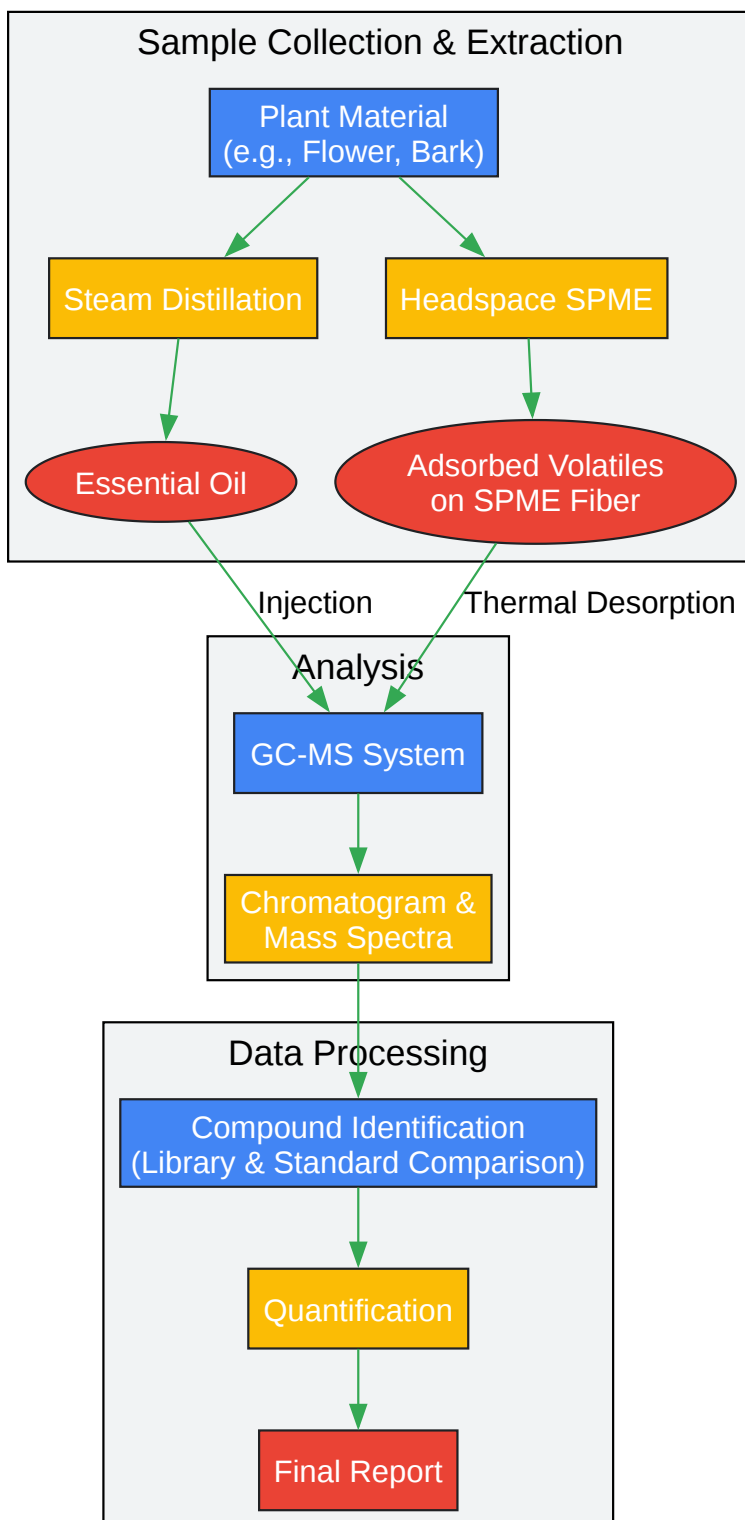 Sample Collection & Extraction
Plant Material
(e.g., Flower, Bark)
Steam Distillation
Headspace SPME
Essential Oil
Adsorbed Volatiles
on SPME Fiber
Injection
Thermal Desorption
Analysis
GC-MS System
Chromatogram &
Mass Spectra
Data Processing
Compound Identification
(Library & Standard Comparison)
Quantification
Final Report